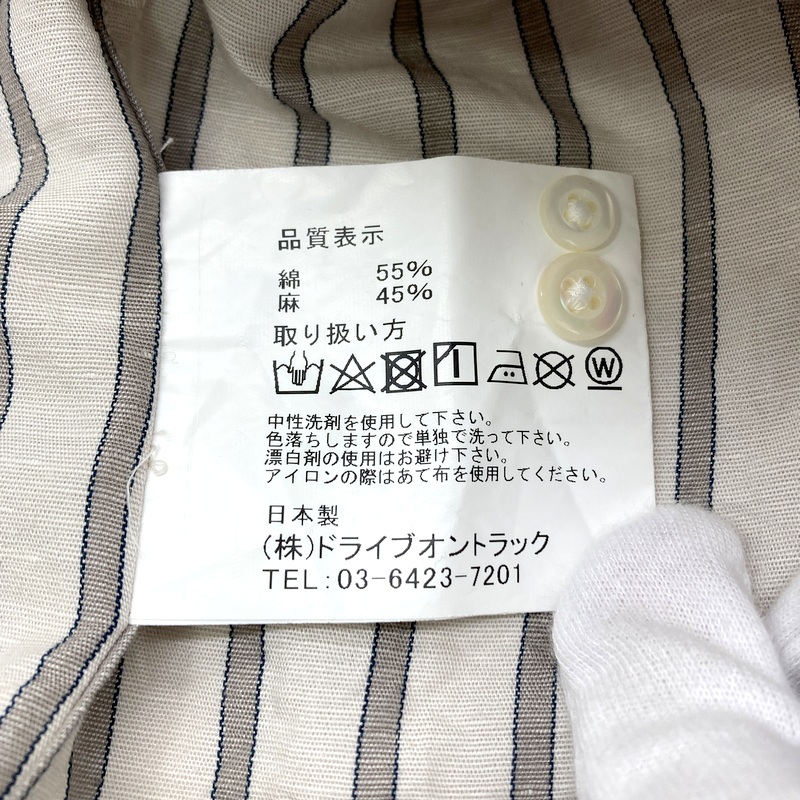 品質表示
綿 55%
麻 45%
取り扱い方
W
中性洗剤を使用して下さい。
色落ちしますので単独で洗って下さい。
漂白剤の使用はお避け下さい。
アイロンの際はあて布を使用してください。
日本製
(株)ドライブオントラック
TEL:03-6423-7201